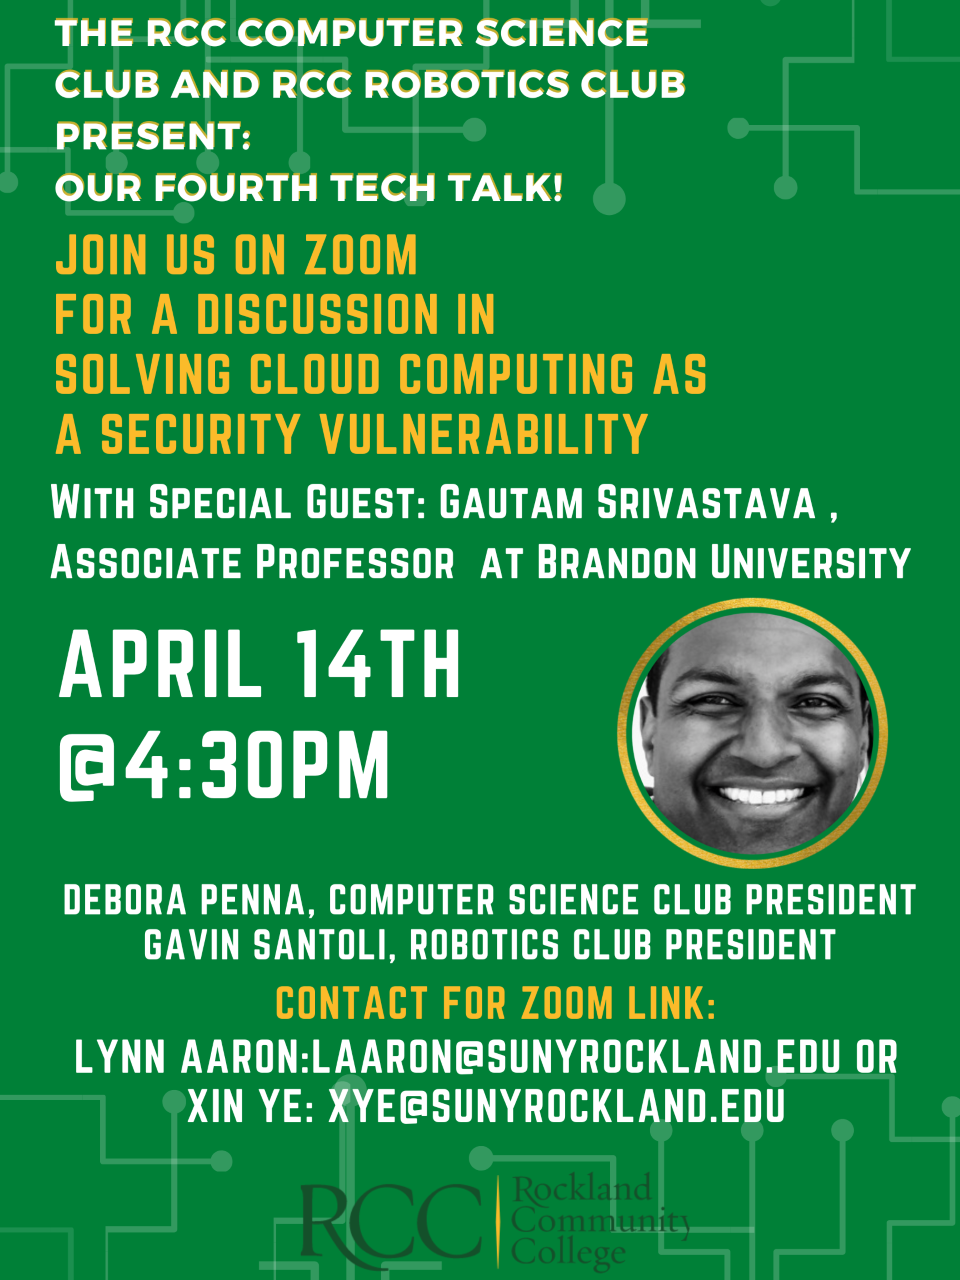 THE RCC COMPUTER SCIENCE
CLUB AND RCC ROBOTICS CLUB
PRESENT:
OUR FOURTH TECH TALK!
JOIN US ON ZOOM
FOR A DISCUSSION IN
SOLVING CLOUD COMPUTING AS
A SECURITY VULNERABILITY
WITH SPECIAL GUEST: GAUTAM SRIVASTAVA ,
ASSOCIATE PROFESSOR AT BRANDON UNIVERSITY
APRIL 14TH
@4:30PM
DEBORA PENNA, COMPUTER SCIENCE CLUB PRESIDENT
GAVIN SANTOLI, ROBOTICS CLUB PRESIDENT
CONTACT FOR ZOOM LINK:
LYNN AARON:LAARON@SUNYROCKLAND.EDU OR
XIN YE: XYE@SUNYROCKLAND.EDU
RCC
Rockland
Community
College